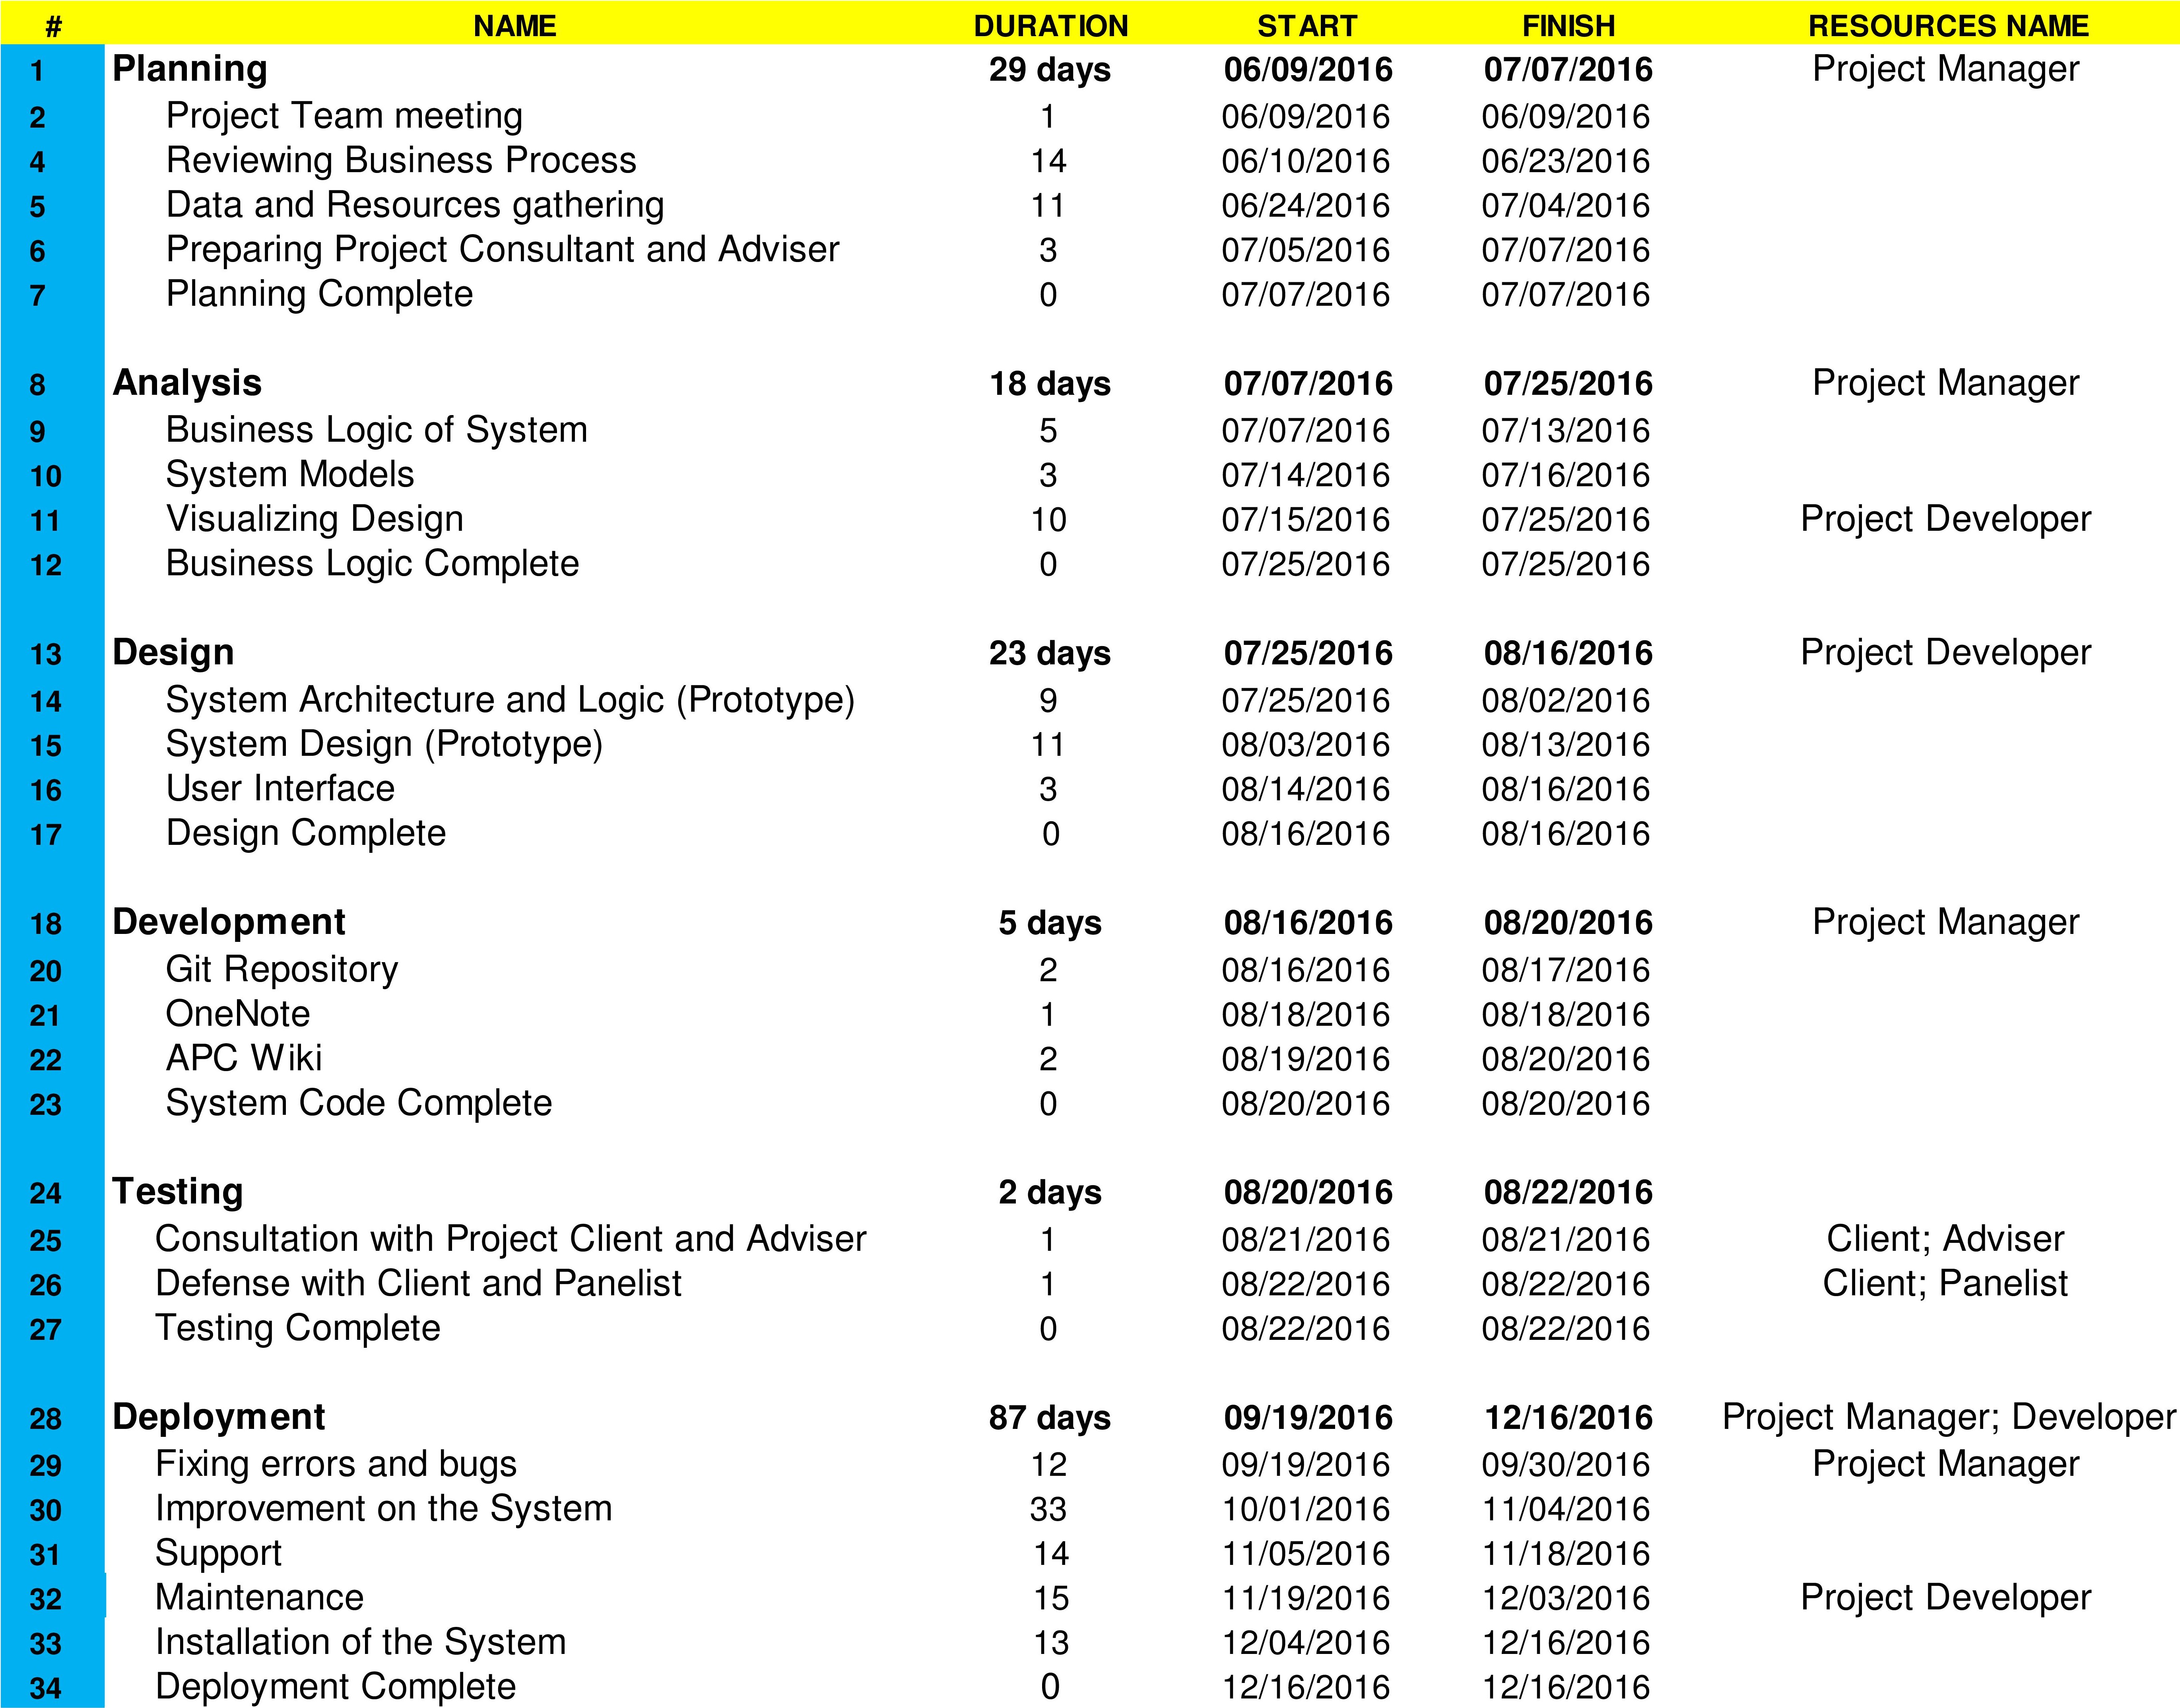 # NAME DURATION START FINISH RESOURCES NAME
1 Planning 29 days 06/09/2016 07/07/2016 Project Manager
2 Project Team meeting 1 06/09/2016 06/09/2016
4 Reviewing Business Process 14 06/10/2016 06/23/2016
5 Data and Resources gathering 11 06/24/2016 07/04/2016
6 Preparing Project Consultant and Adviser 3 07/05/2016 07/07/2016
7 Planning Complete 0 07/07/2016 07/07/2016
8 Analysis 18 days 07/07/2016 07/25/2016 Project Manager
9 Business Logic of System 5 07/07/2016 07/13/2016
10 System Models 3 07/14/2016 07/16/2016
11 Visualizing Design 10 07/15/2016 07/25/2016 Project Developer
12 Business Logic Complete 0 07/25/2016 07/25/2016
13 Design 23 days 07/25/2016 08/16/2016 Project Developer
14 System Architecture and Logic (Prototype) 9 07/25/2016 08/02/2016
15 System Design (Prototype) 11 08/03/2016 08/13/2016
16 User Interface 3 08/14/2016 08/16/2016
17 Design Complete 0 08/16/2016 08/16/2016
18 Development 5 days 08/16/2016 08/20/2016 Project Manager
20 Git Repository 2 08/16/2016 08/17/2016
21 OneNote 1 08/18/2016 08/18/2016
22 APC Wiki 2 08/19/2016 08/20/2016
23 System Code Complete 0 08/20/2016 08/20/2016
24 Testing 2 days 08/20/2016 08/22/2016
25 Consultation with Project Client and Adviser 1 08/21/2016 08/21/2016 Client; Adviser
26 Defense with Client and Panelist 1 08/22/2016 08/22/2016 Client; Panelist
27 Testing Complete 0 08/22/2016 08/22/2016
28 Deployment 87 days 09/19/2016 12/16/2016 Project Manager; Developer
29 Fixing errors and bugs 12 09/19/2016 09/30/2016 Project Manager
30 Improvement on the System 33 10/01/2016 11/04/2016
31 Support 14 11/05/2016 11/18/2016
32 Maintenance 15 11/19/2016 12/03/2016 Project Developer
33 Installation of the System 13 12/04/2016 12/16/2016
34 Deployment Complete 0 12/16/2016 12/16/2016